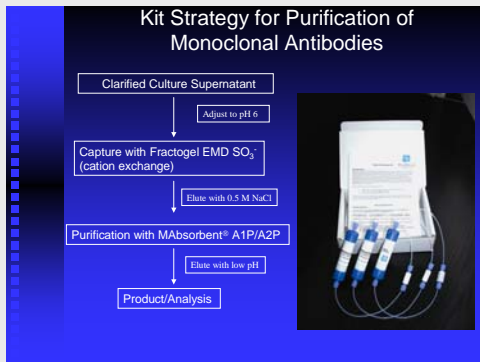 Kit Strategy for Purification of
Monoclonal Antibodies
Clarified Culture Supernatant
Adjust to pH 6
Capture with Fractogel EMD SO₃⁻
(cation exchange)
Elute with 0.5 M NaCl
Purification with MAbsorbent® A1P/A2P
Elute with low pH
Product/Analysis